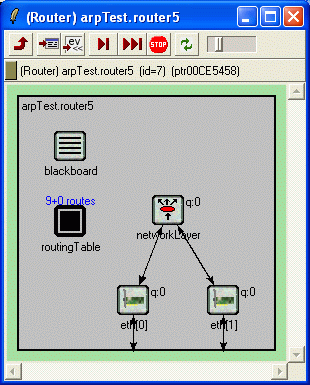 (Router) arpTest.router5
ev
<<
STOP
(Router) arpTest.router5 (id=7) (ptr00CE5458)
arpTest.router5
blackboard
9+0 routes
q:0
routingTable
networkLayer
q:0
q:0
eth[0]
eth[1]